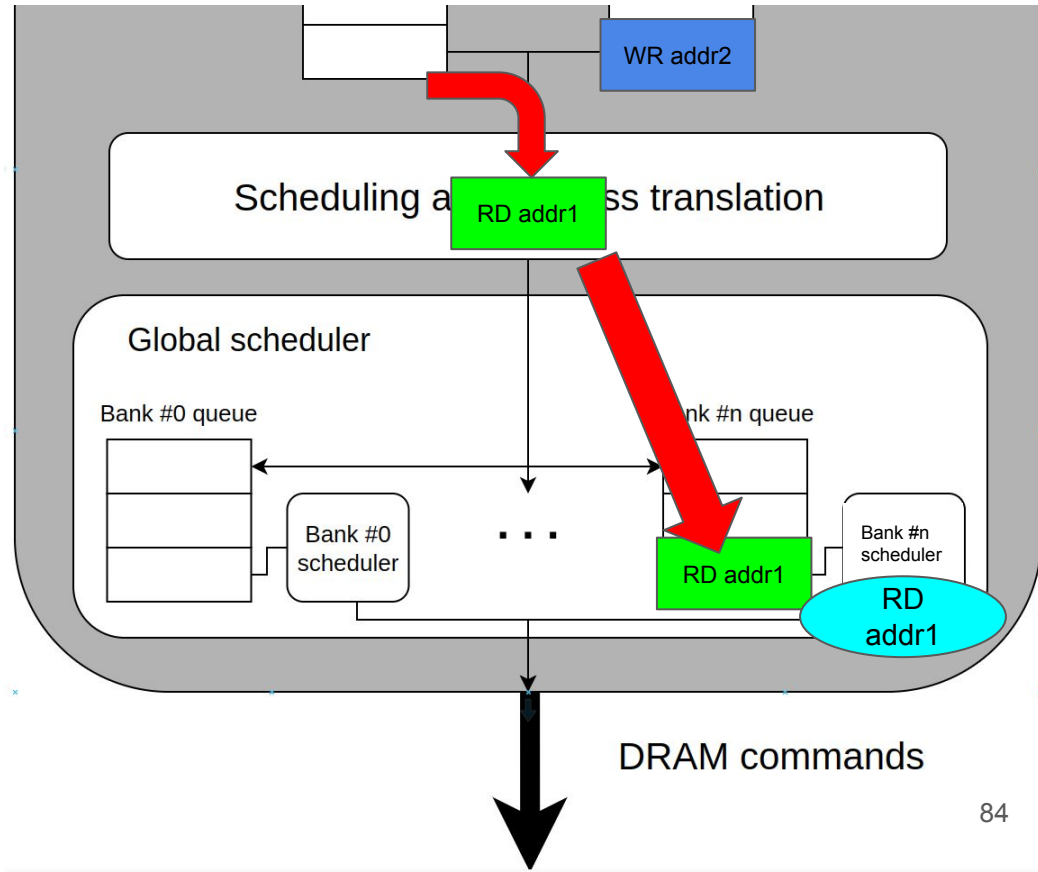 WR addr2
Scheduling a
ss translation
RD addr1
Global scheduler
Bank #0 queue
nk #n queue
Bank #0
scheduler
. . .
Bank #n
scheduler
RD addr1
RD
addr1
DRAM commands
84